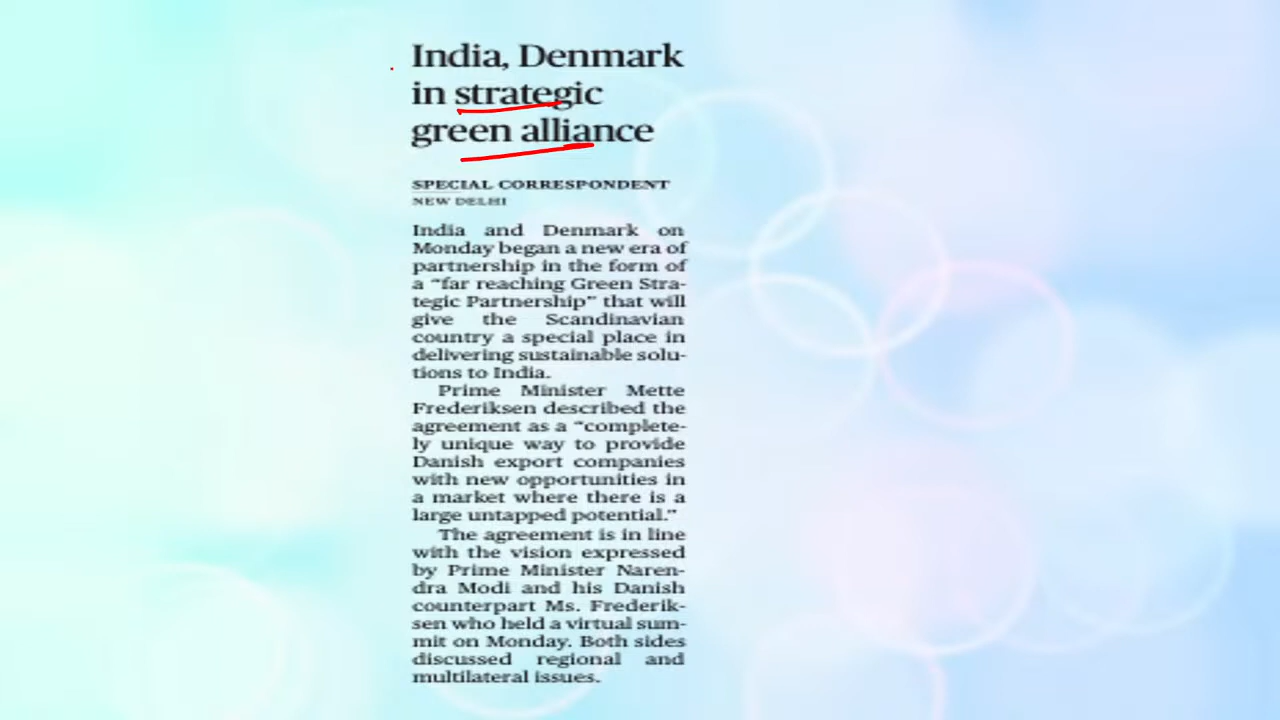 India, Denmark
in strategic
green alliance
SPECIAL CORRESPONDENT
NEW DELHI
India and Denmark on
Monday began a new era of
partnership in the form of
a “far reaching Green Stra-
tegic Partnership” that will
give the Scandinavian
country a special place in
delivering sustainable solu-
tions to India.
Prime Minister Mette
Frederiksen described the
agreement as a “complete-
ly unique way to provide
Danish export companies
with new opportunities in
a market where there is a
large untapped potential.”
The agreement is in line
with the vision expressed
by Prime Minister Naren-
dra Modi and his Danish
counterpart Ms. Frederik-
sen who held a virtual sum-
mit on Monday. Both sides
discussed regional and
multilateral issues.